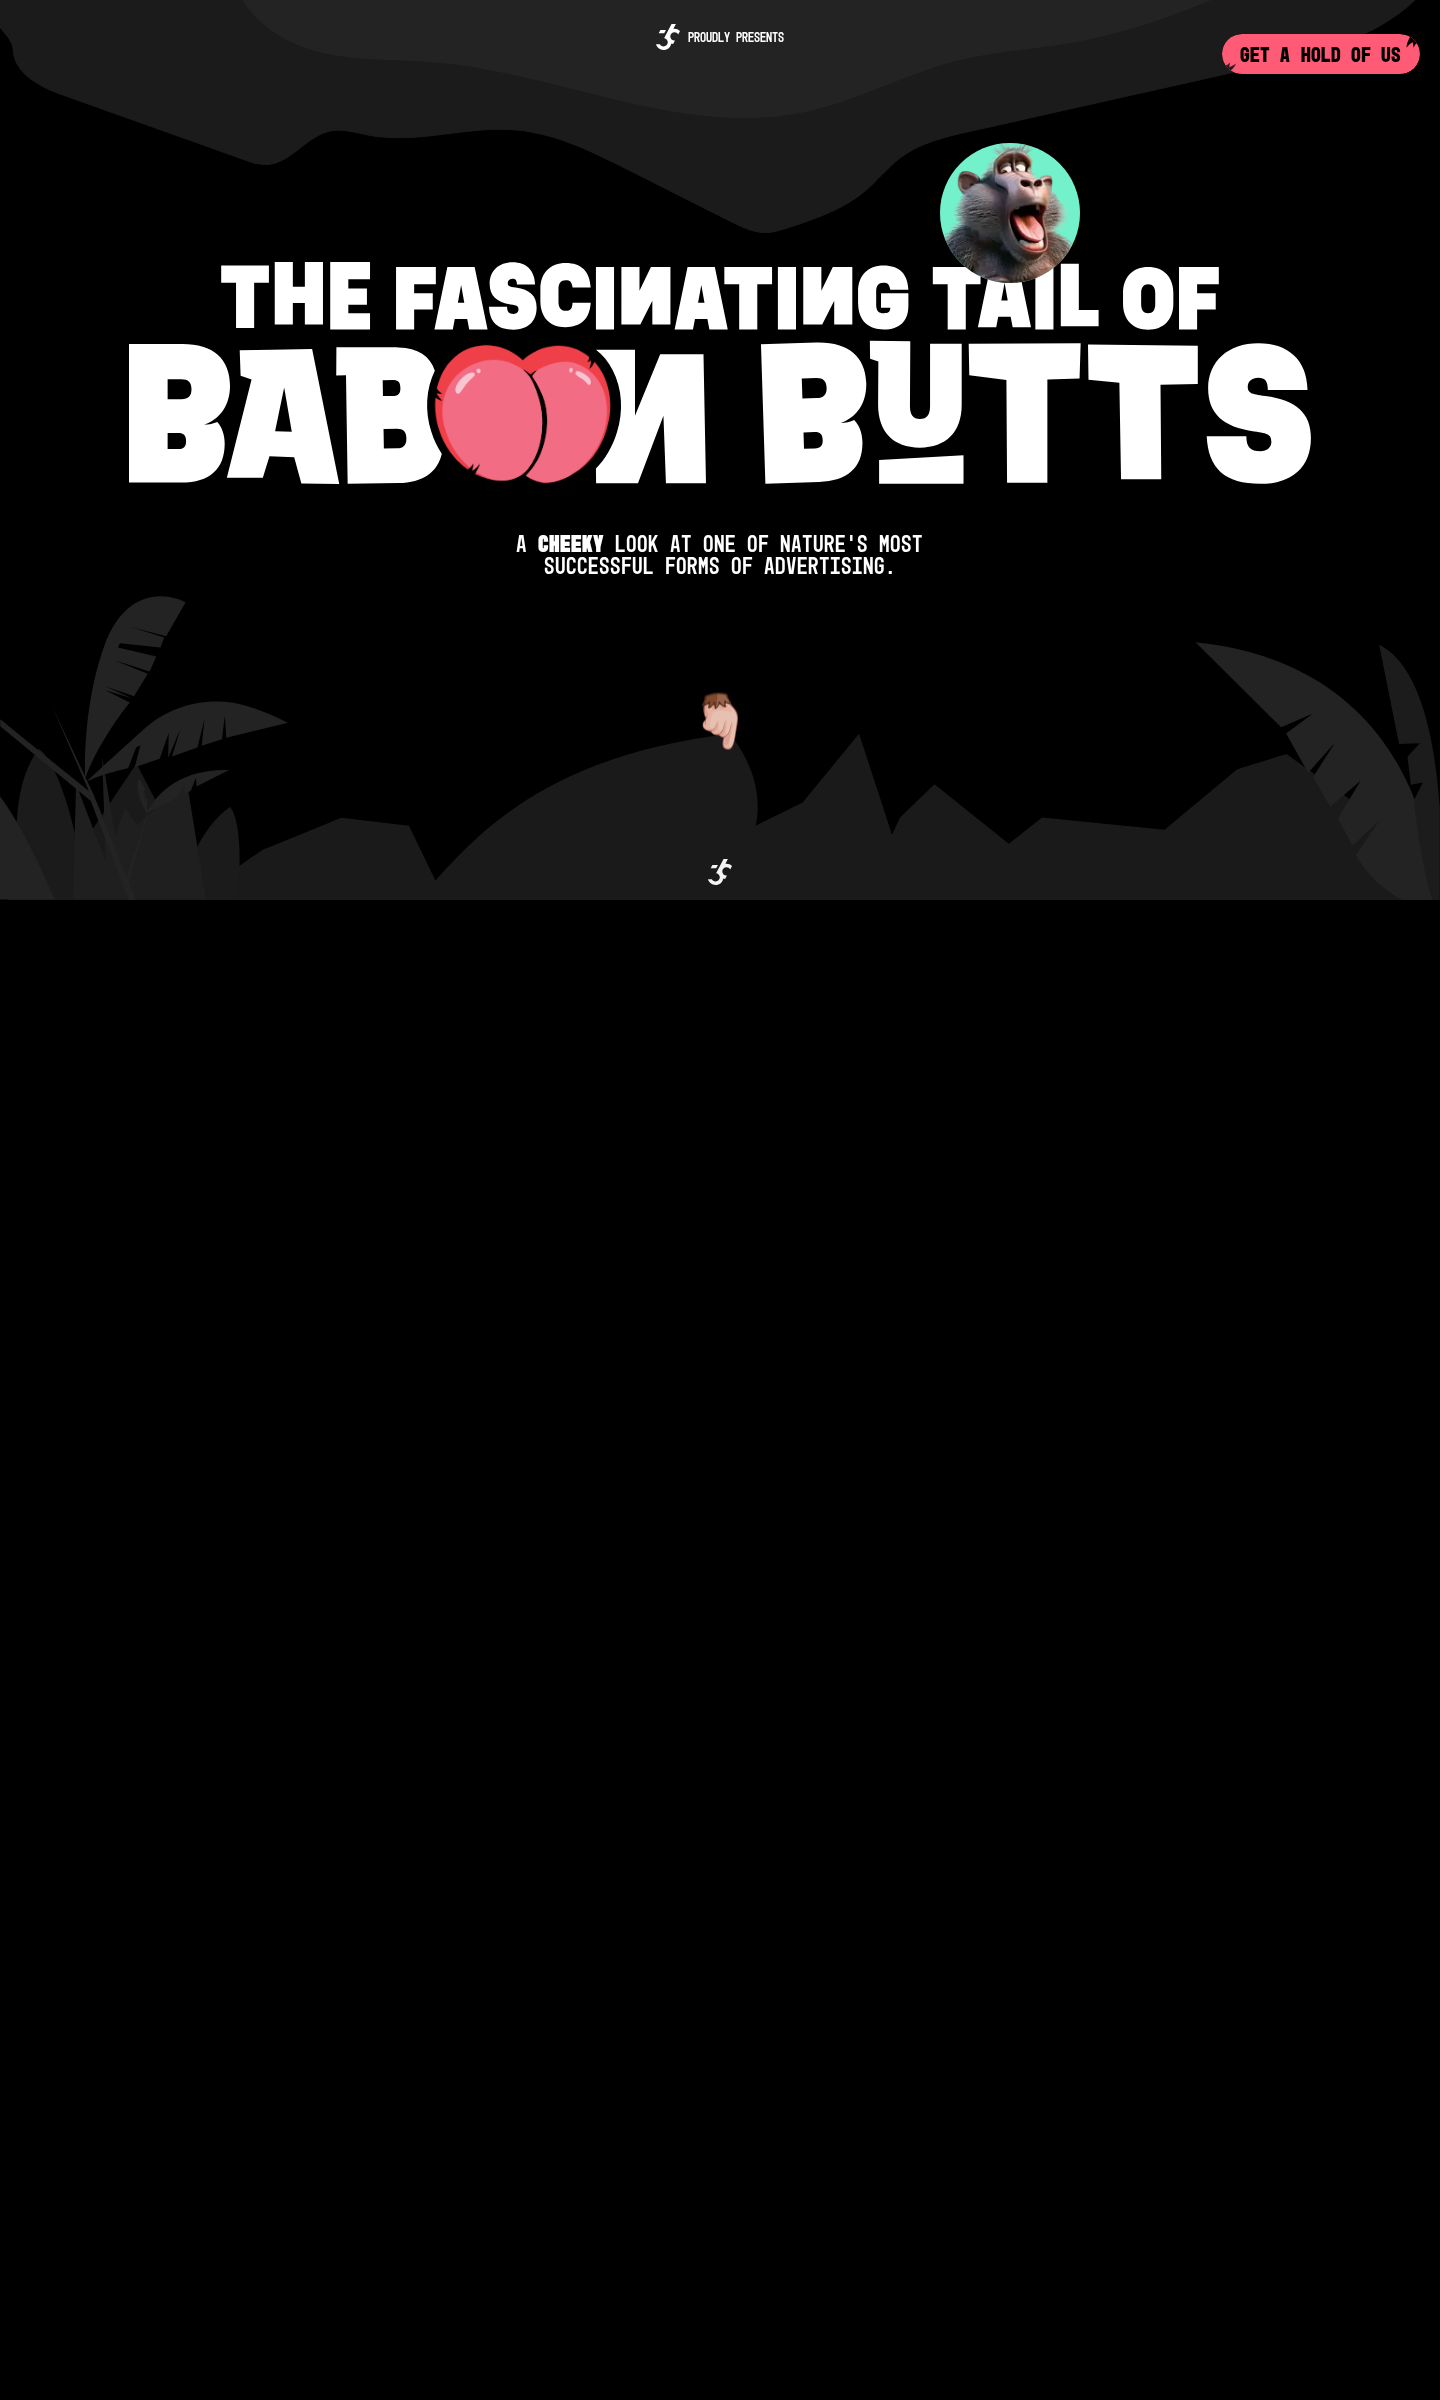 PROUDLY PRESENTS
GET A HOLD OF US
THE FASCINATING TAIL OF
BABOON BUTTS
A CHEEKY LOOK AT ONE OF NATURE'S MOST
SUCCESSFUL FORMS OF ADVERTISING.